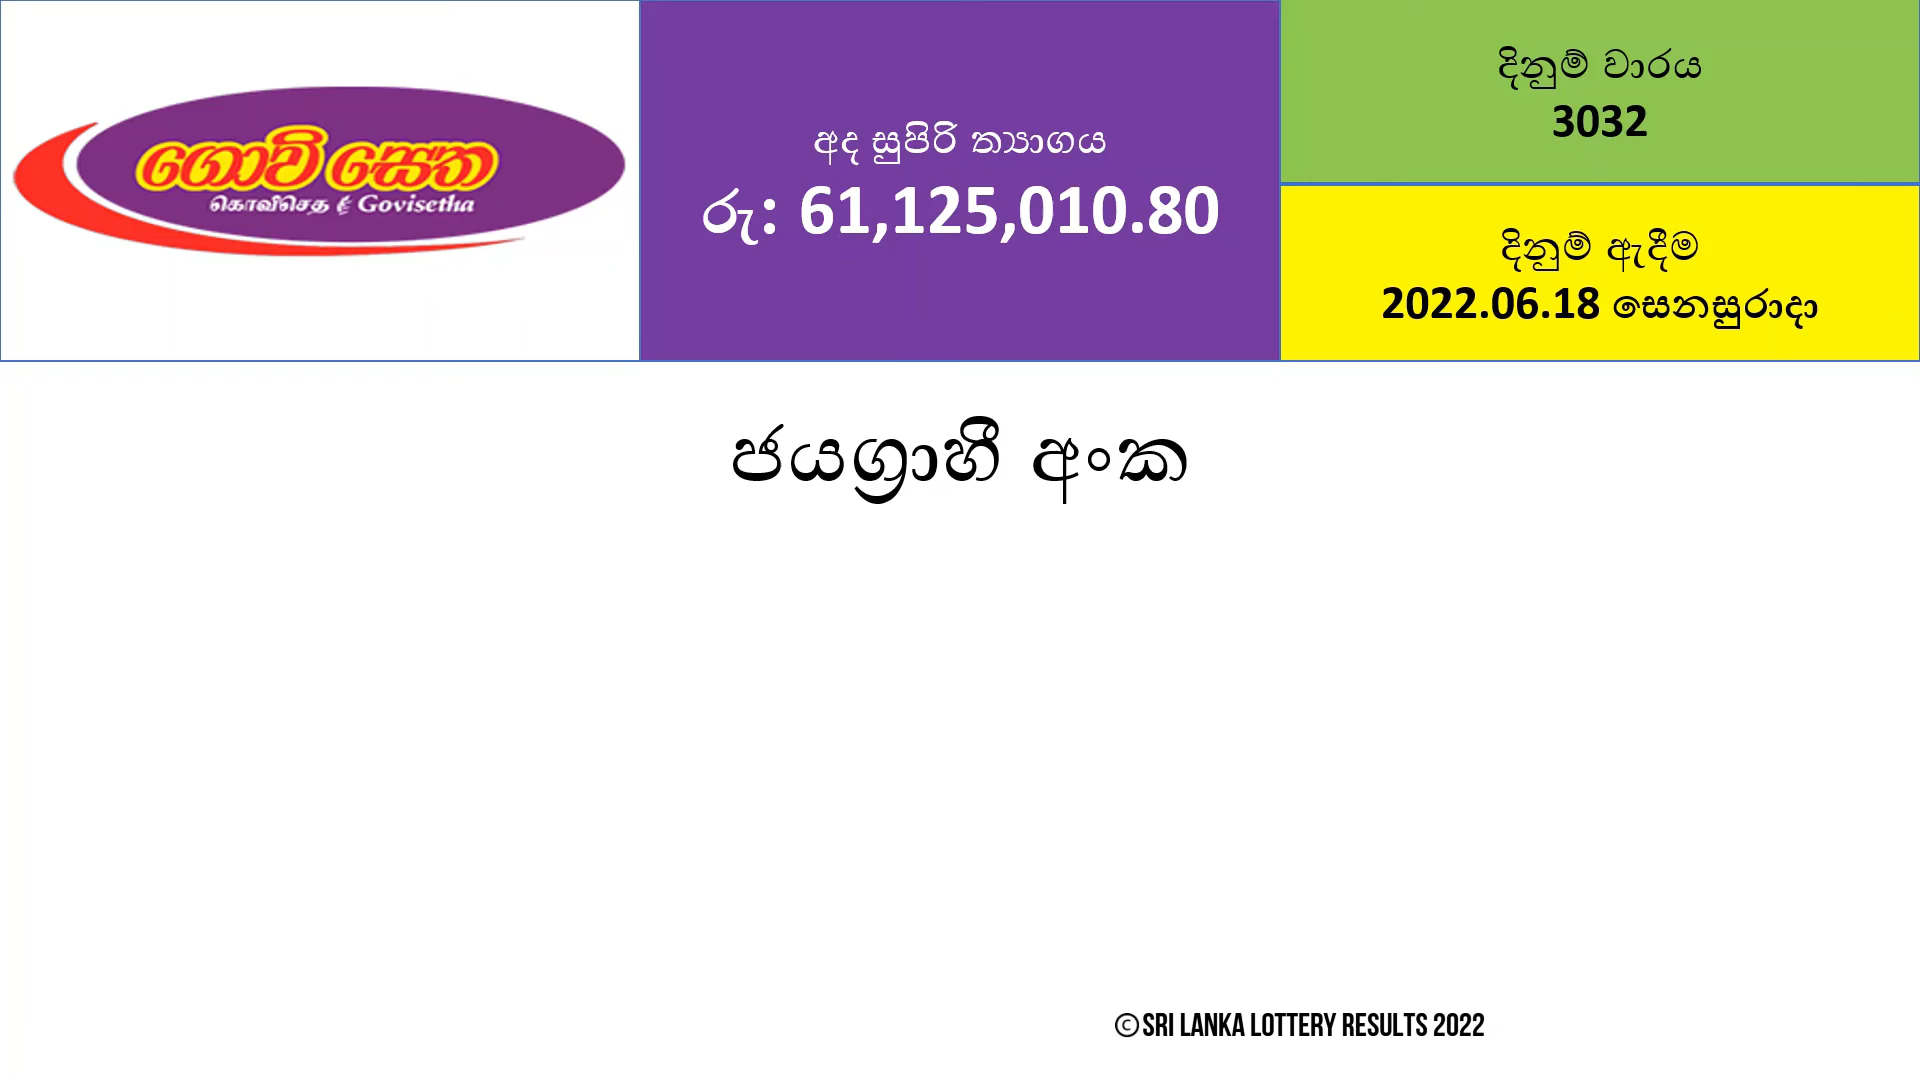 ගොවි සෙත
கொவிசெத
Govisetha
අද සුපිරි ත්‍යාගය
රු: 61,125,010.80
දිනුම් වාරය
3032
දිනුම් ඇදීම
2022.06.18 සෙනසුරාදා
ජයග්‍රාහී අංක
©SRI LANKA LOTTERY RESULTS 2022